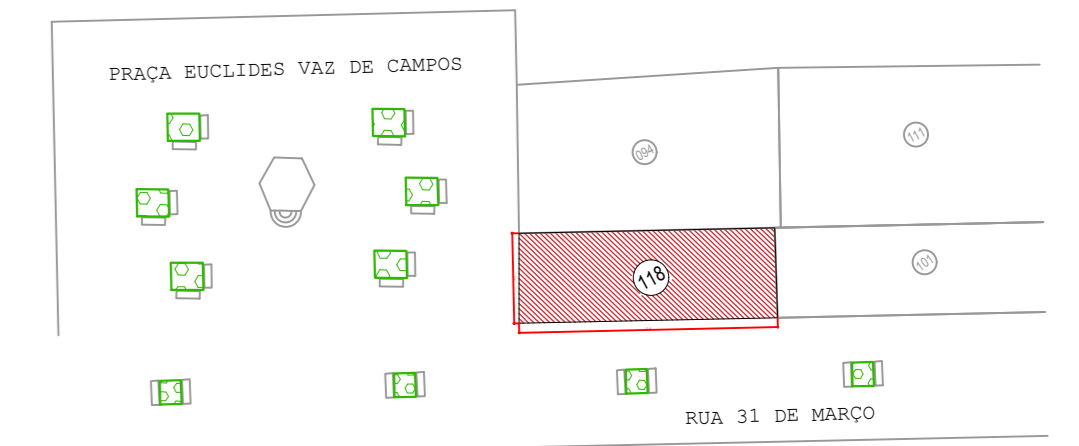 PRAÇA EUCLIDES VAZ DE CAMPOS
094
111
118
101
RUA 31 DE MARÇO